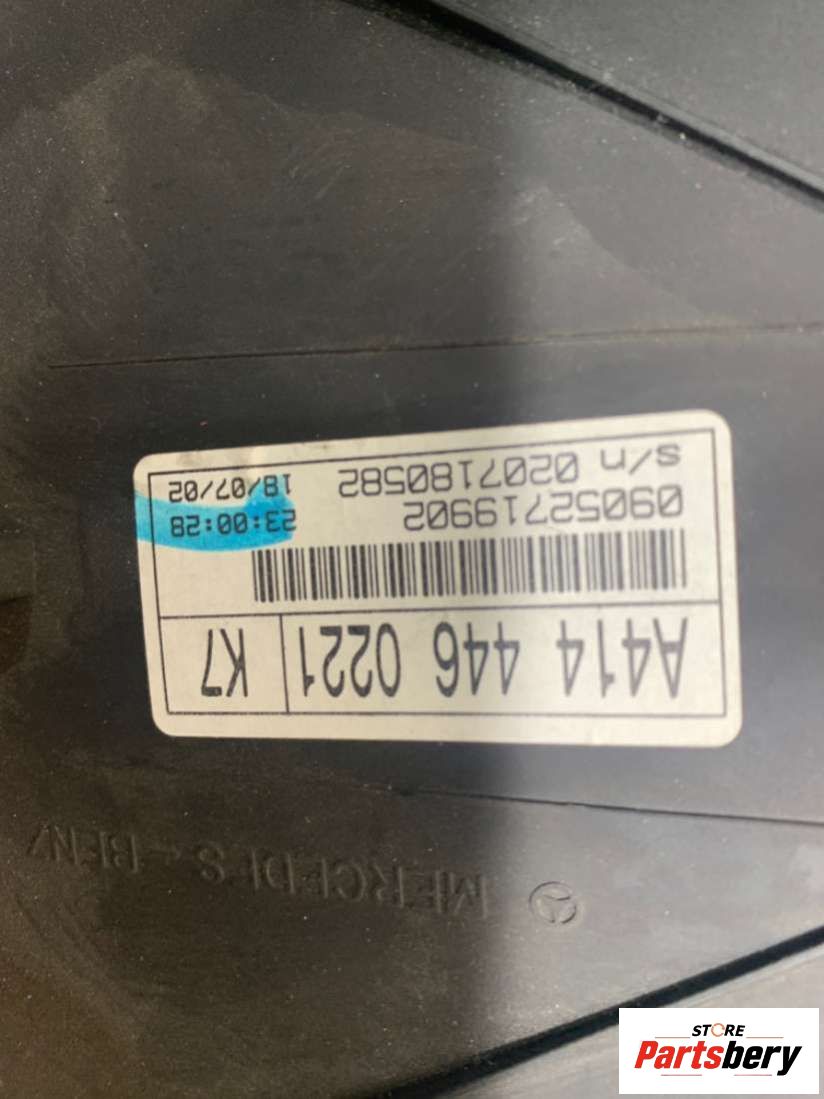 A414 446 0221 K7
09052719902 23:00:28
s/n 0207180582 18/07/02
MERCEDES-BENZ
STORE
Partsbery